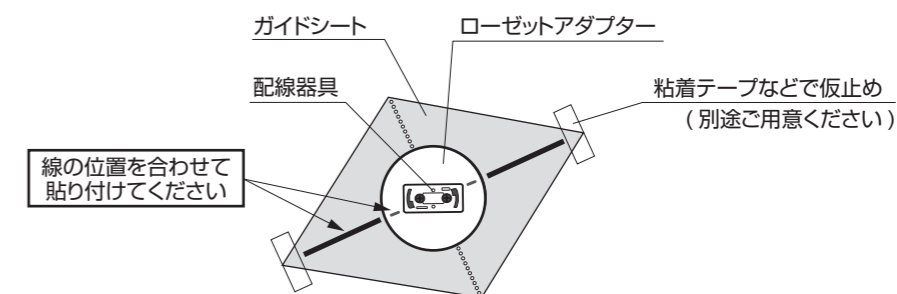 ガイドシート
ローゼットアダプター
配線器具
粘着テープなどで仮止め
(別途ご用意ください)
線の位置を合わせて
貼り付けてください